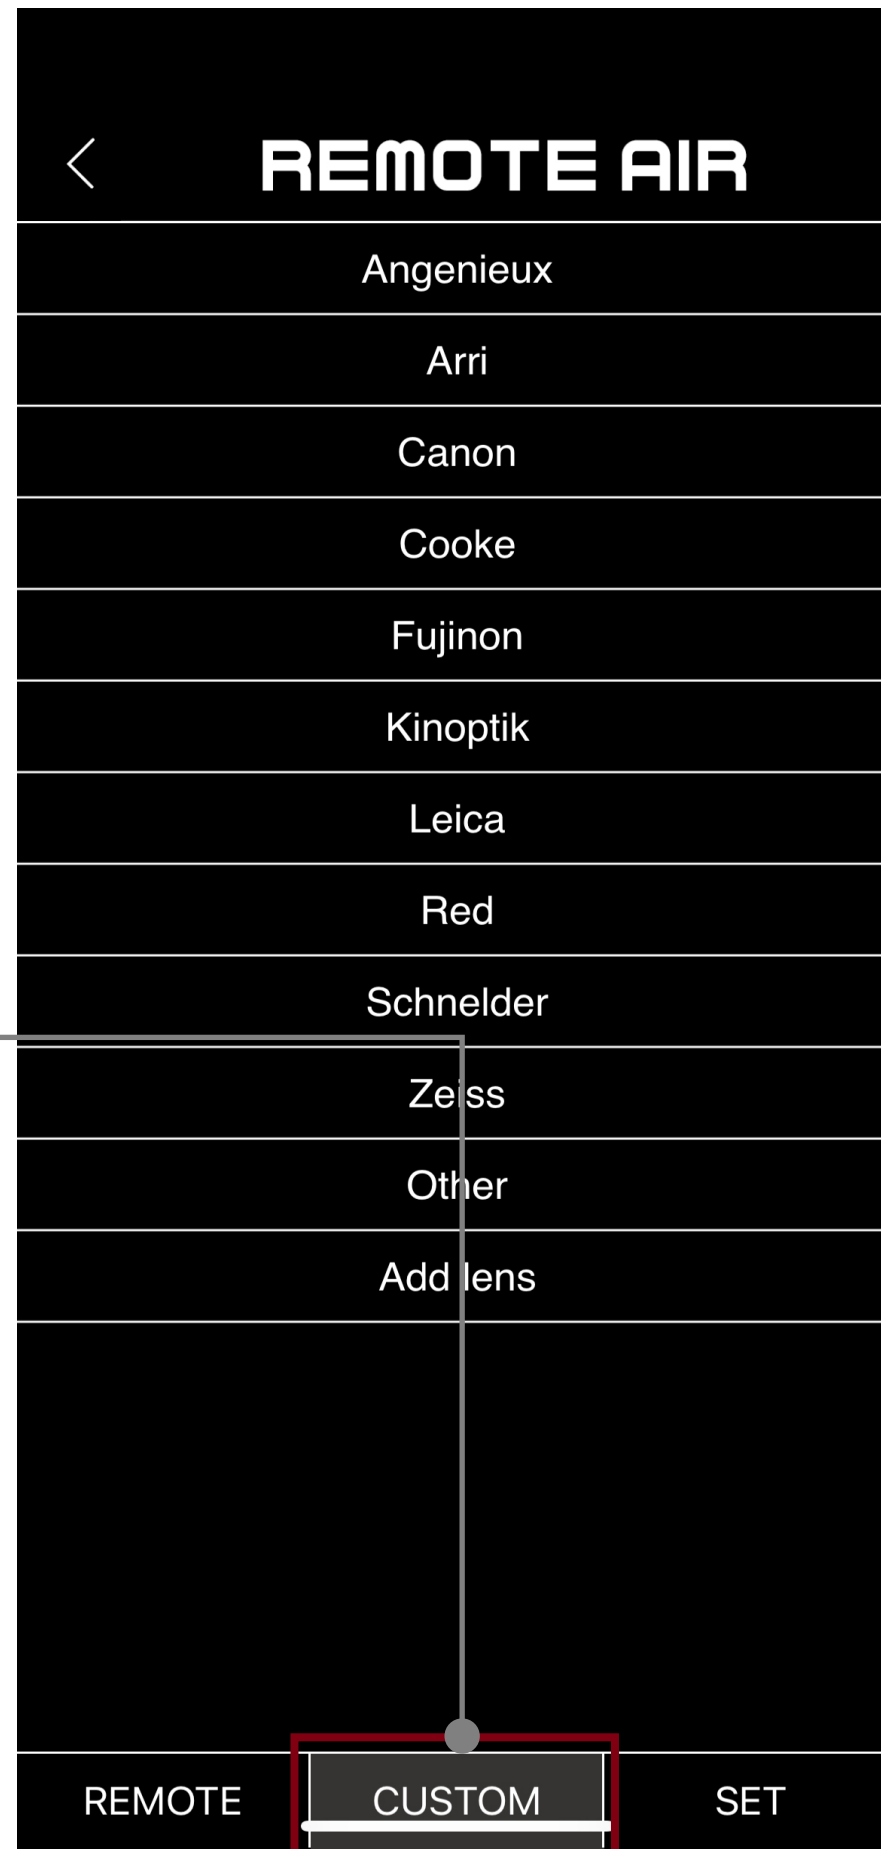 REMOTE AIR
Angenieux
Arri
Canon
Cooke
Fujinon
Kinoptik
Leica
Red
Schnelder
Zeiss
Other
Add lens
REMOTE CUSTOM SET